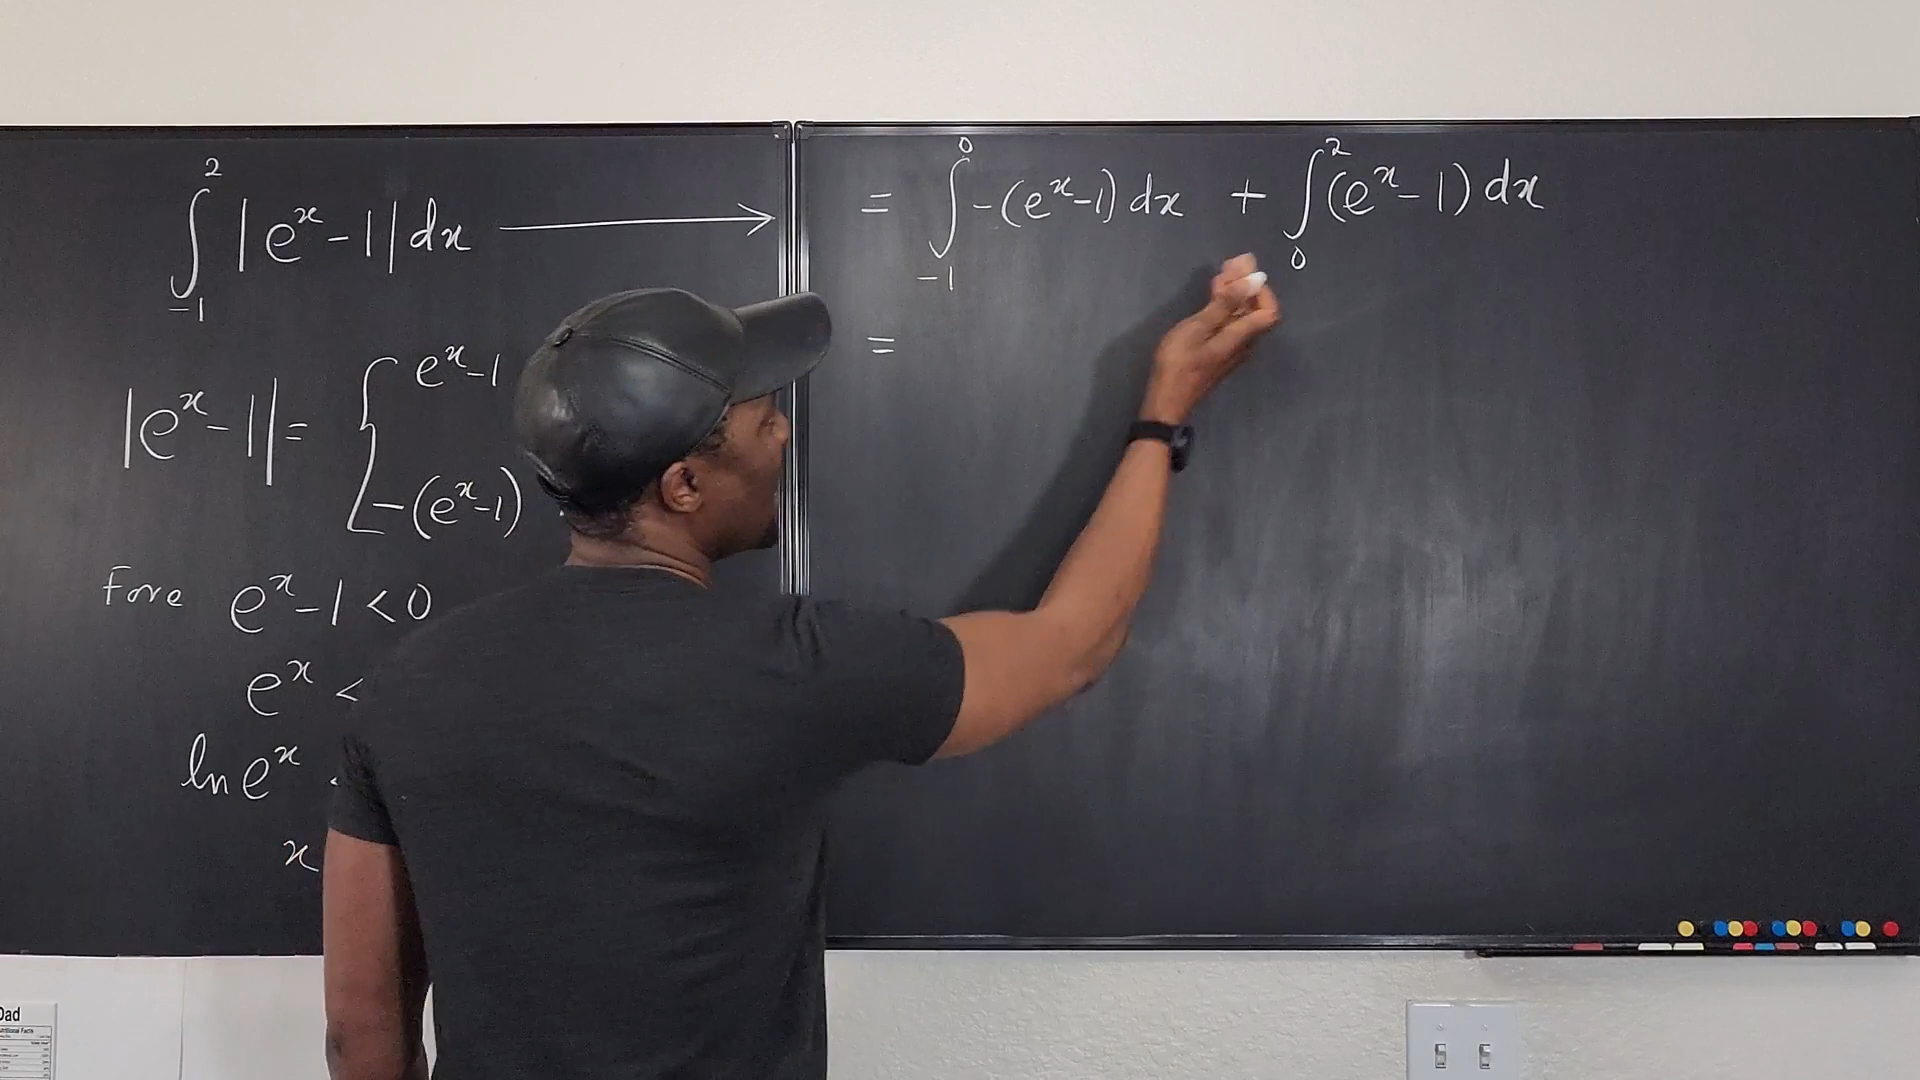 ∫_{-1}^{2} |e^x - 1| dx ⟶
|e^x - 1| = { e^x - 1
-(e^x - 1)
Fore e^x - 1 < 0
e^x <
ln e^x
x
= ∫_{-1}^{0} -(e^x - 1) dx + ∫_{0}^{2} (e^x - 1) dx
=
Dad